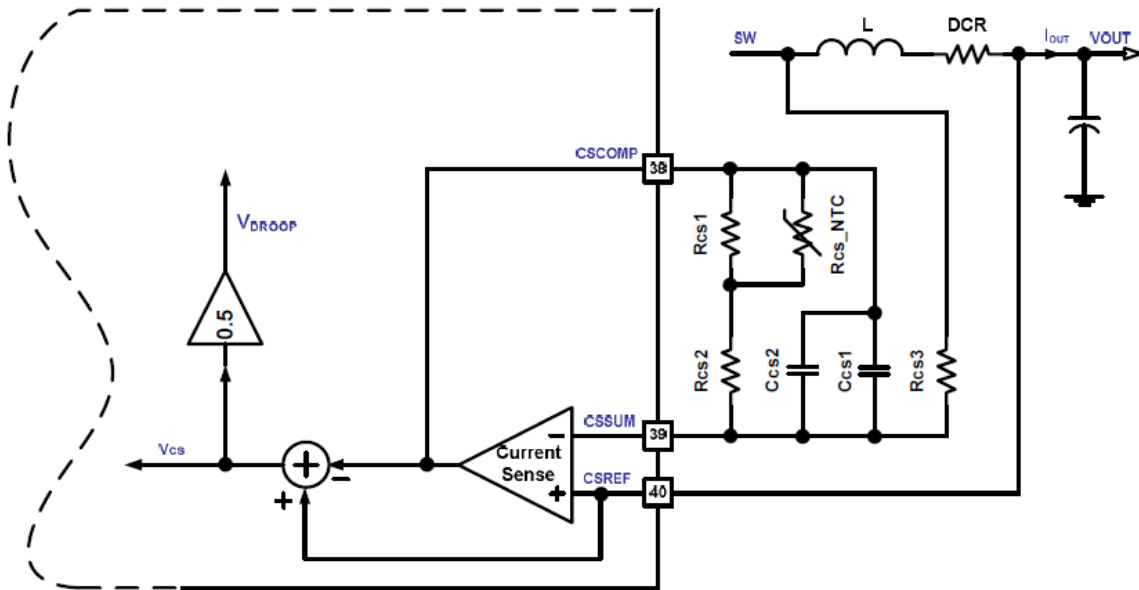 SW
L
DCR
IOUT
VOUT
CSCOMP
38
VDROOP
0.5
Rcs1
Rcs_NTC
Rcs2
Ccs2
Ccs1
Rcs3
CSSUM
39
Vcs
+
−
+
Current
Sense
−
+
CSREF
40